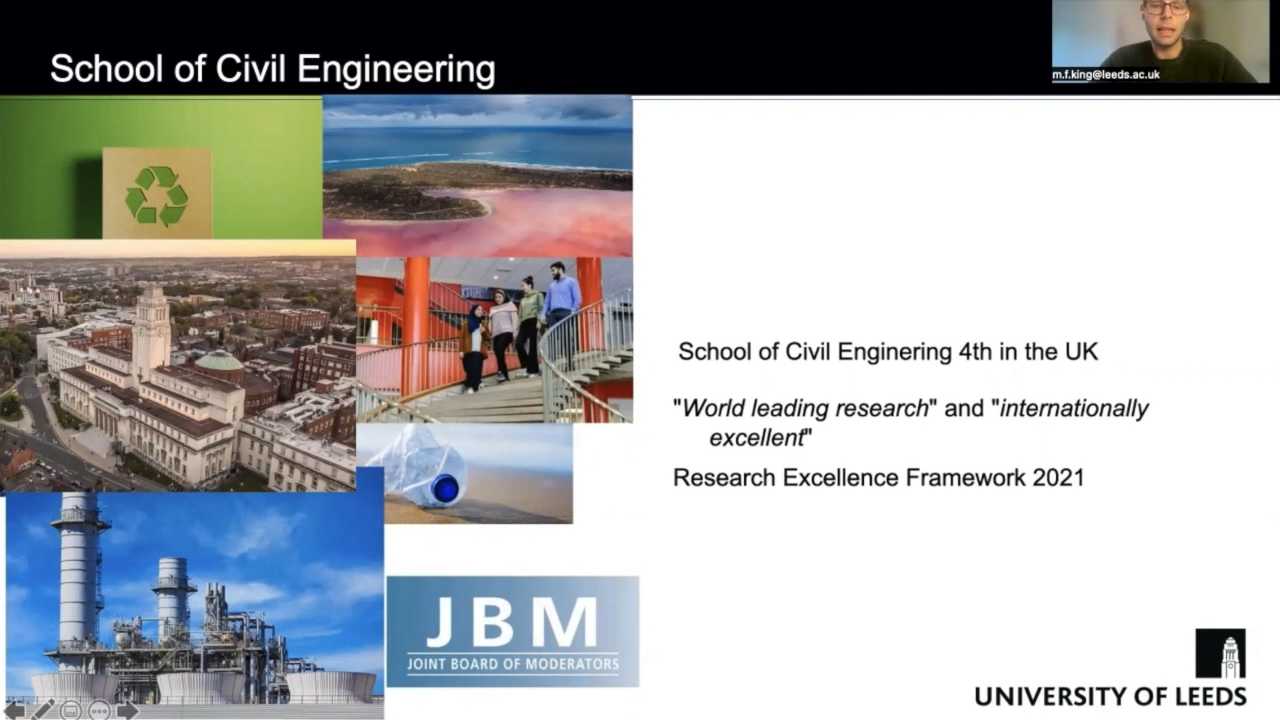 School of Civil Engineering
m.f.king@leeds.ac.uk
School of Civil Enginering 4th in the UK
"World leading research" and "internationally
excellent"
Research Excellence Framework 2021
JBM
JOINT BOARD OF MODERATORS
UNIVERSITY OF LEEDS